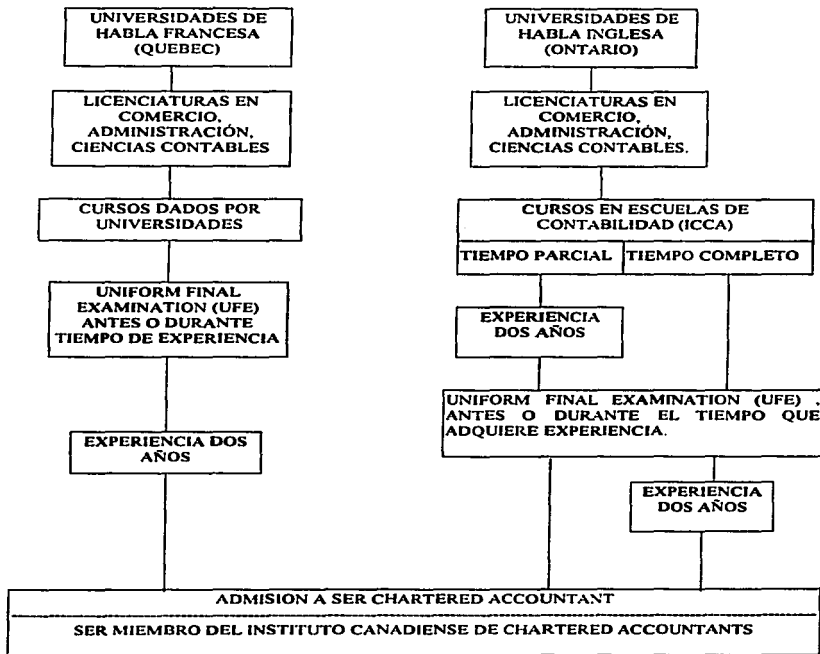 UNIVERSIDADES DE
HABLA FRANCESA
(QUEBEC)
LICENCIATURAS EN
COMERCIO,
ADMINISTRACIÓN,
CIENCIAS CONTABLES
CURSOS DADOS POR
UNIVERSIDADES
UNIFORM FINAL
EXAMINATION (UFE)
ANTES O DURANTE
TIEMPO DE EXPERIENCIA
EXPERIENCIA DOS
AÑOS
UNIVERSIDADES DE
HABLA INGLESA
(ONTARIO)
LICENCIATURAS EN
COMERCIO,
ADMINISTRACIÓN,
CIENCIAS CONTABLES.
CURSOS EN ESCUELAS DE
CONTABILIDAD (ICCA)
TIEMPO PARCIAL
TIEMPO COMPLETO
EXPERIENCIA
DOS AÑOS
UNIFORM FINAL EXAMINATION (UFE) ,
ANTES O DURANTE EL TIEMPO QUE
ADQUIERE EXPERIENCIA.
EXPERIENCIA
DOS AÑOS
ADMISION A SER CHARTERED ACCOUNTANT
SER MIEMBRO DEL INSTITUTO CANADIENSE DE CHARTERED ACCOUNTANTS